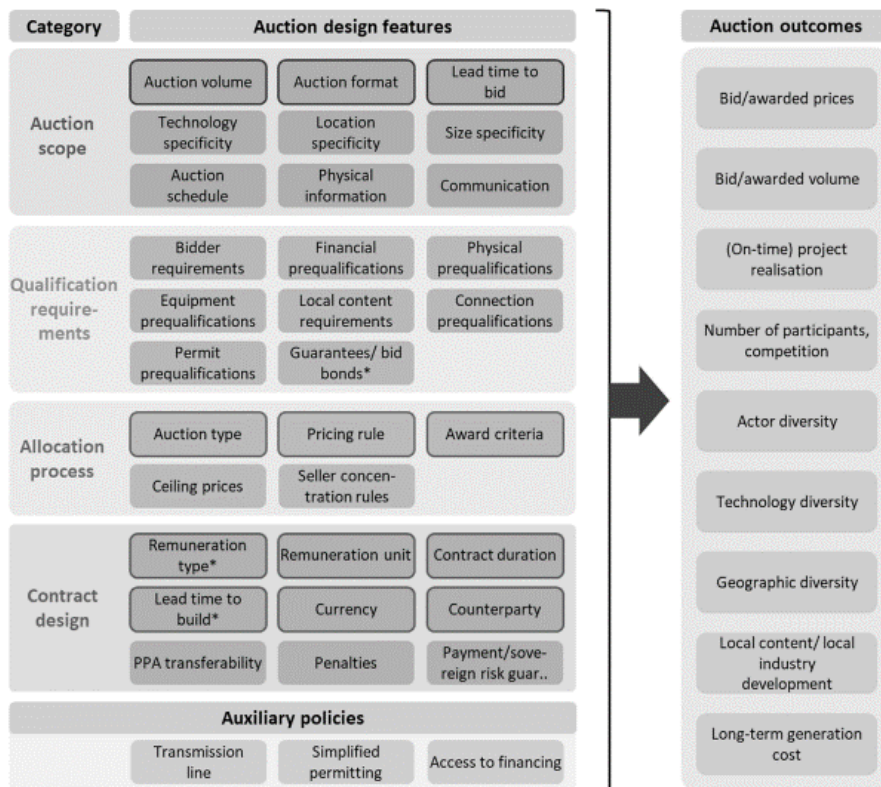 Category
Auction design features
Auction outcomes
Auction
scope
Auction volume
Auction format
Lead time to
bid
Technology
specificity
Location
specificity
Size specificity
Auction
schedule
Physical
information
Communication
Qualification
require-
ments
Bidder
requirements
Financial
prequalifications
Physical
prequalifications
Equipment
prequalifications
Local content
requirements
Connection
prequalifications
Permit
prequalifications
Guarantees/ bid
bonds*
Allocation
process
Auction type
Pricing rule
Award criteria
Ceiling prices
Seller concen-
tration rules
Contract
design
Remuneration
type*
Remuneration unit
Contract duration
Lead time to
build*
Currency
Counterparty
PPA transferability
Penalties
Payment/sove-
reign risk guar..
Auxiliary policies
Transmission
line
Simplified
permitting
Access to financing
Bid/awarded prices
Bid/awarded volume
(On-time) project
realisation
Number of participants,
competition
Actor diversity
Technology diversity
Geographic diversity
Local content/ local
industry
development
Long-term generation
cost